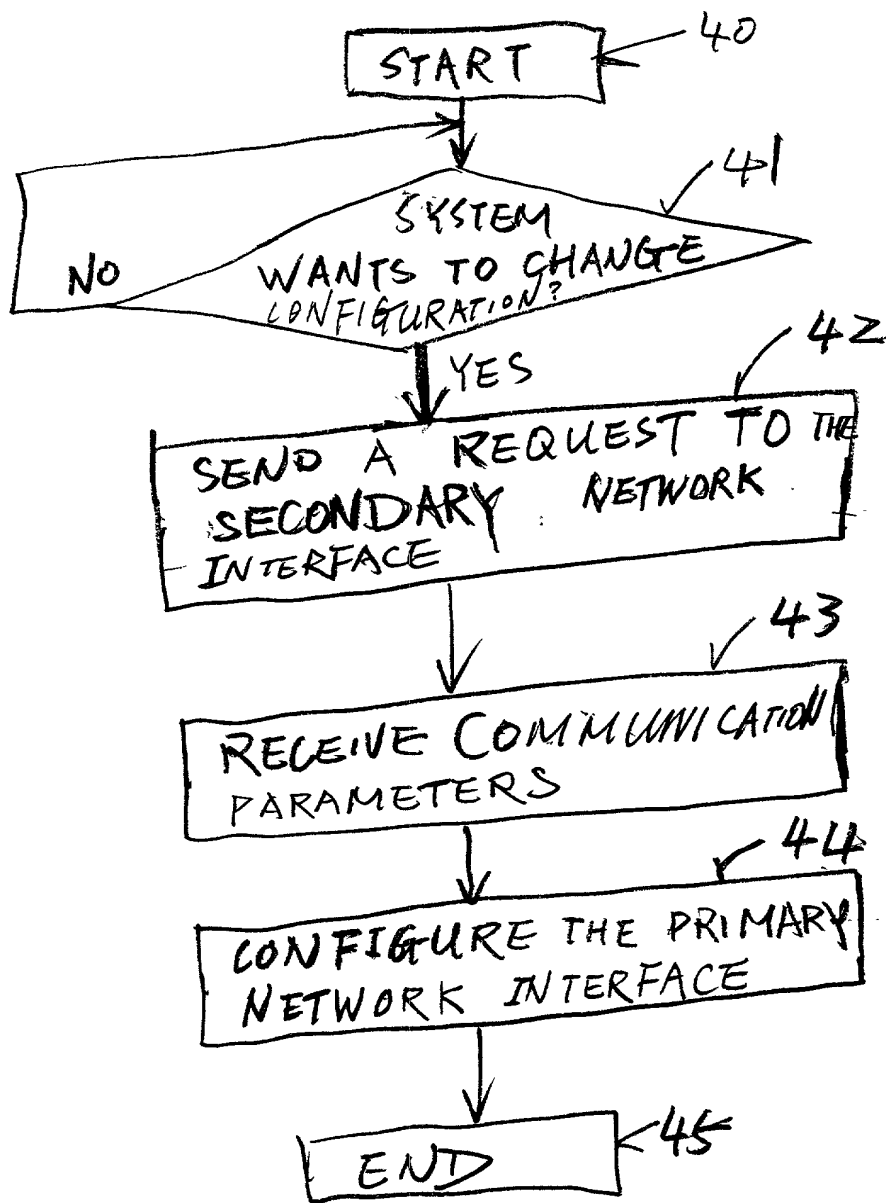 START
40
41
SYSTEM
WANTS TO CHANGE
CONFIGURATION?
NO
YES
42
SEND A REQUEST TO THE
SECONDARY NETWORK
INTERFACE
43
RECEIVE COMMUNICATION
PARAMETERS
44
CONFIGURE THE PRIMARY
NETWORK INTERFACE
END
45